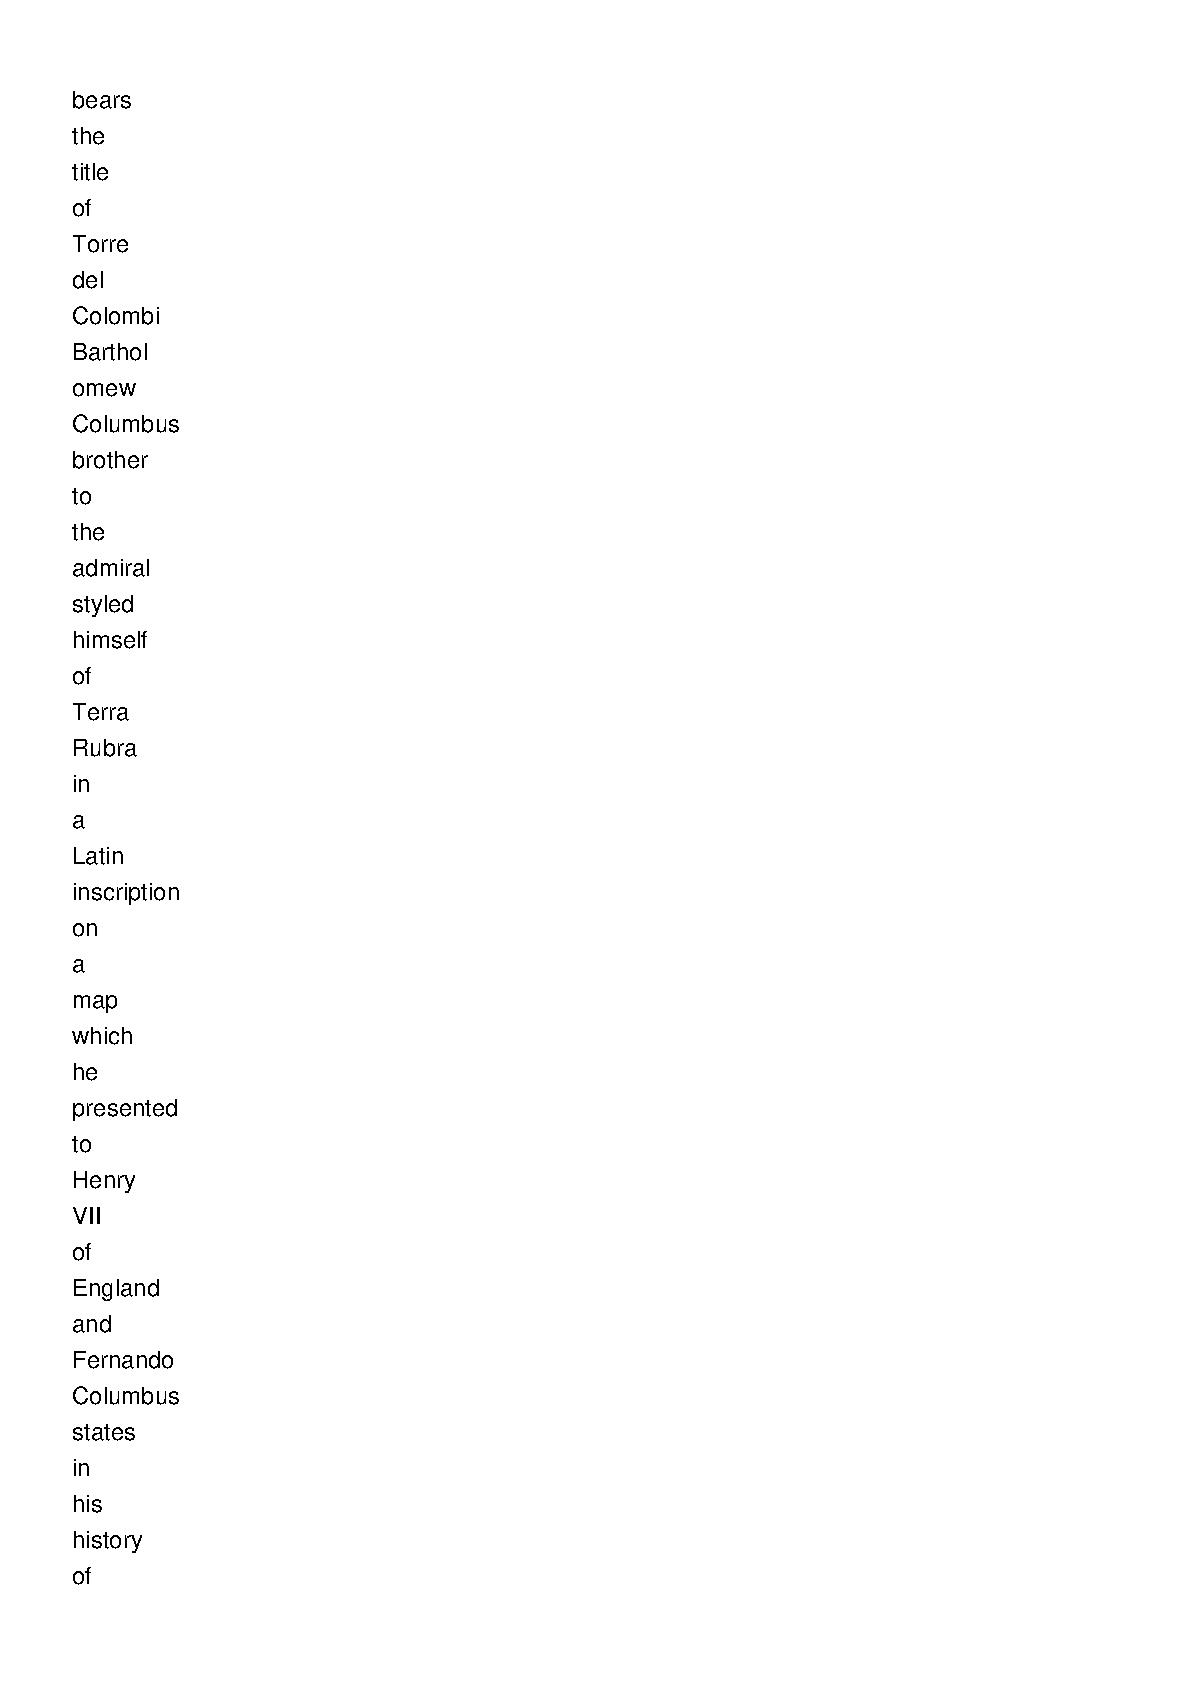 bears
the
title
of
Torre
del
Colombi
Barthol
omew
Columbus
brother
to
the
admiral
styled
himself
of
Terra
Rubra
in
a
Latin
inscription
on
a
map
which
he
presented
to
Henry
VII
of
England
and
Fernando
Columbus
states
in
his
history
of